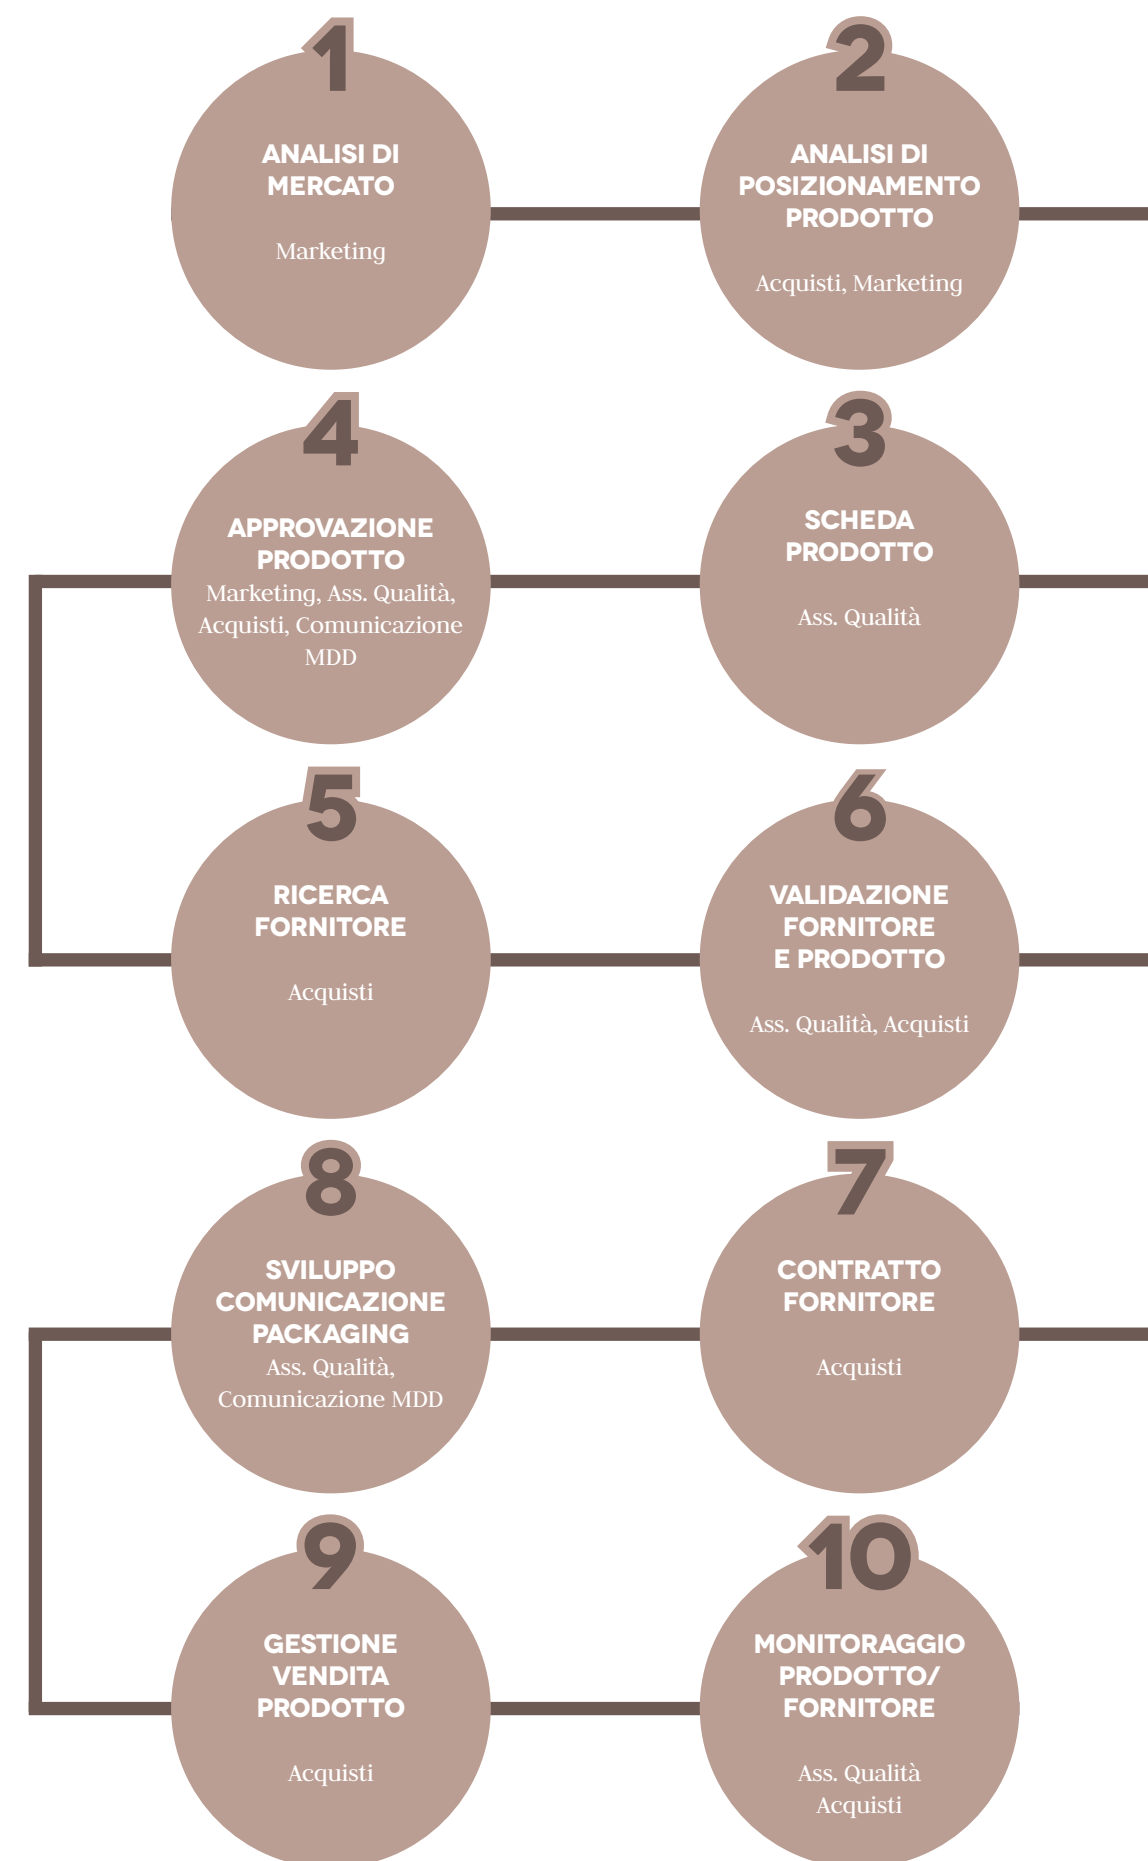 1
ANALISI DI
MERCATO
Marketing
2
ANALISI DI
POSIZIONAMENTO
PRODOTTO
Acquisti, Marketing
3
SCHEDA
PRODOTTO
Ass. Qualità
4
APPROVAZIONE
PRODOTTO
Marketing, Ass. Qualità,
Acquisti, Comunicazione
MDD
5
RICERCA
FORNITORE
Acquisti
6
VALIDAZIONE
FORNITORE
E PRODOTTO
Ass. Qualità, Acquisti
7
CONTRATTO
FORNITORE
Acquisti
8
SVILUPPO
COMUNICAZIONE
PACKAGING
Ass. Qualità,
Comunicazione MDD
9
GESTIONE
VENDITA
PRODOTTO
Acquisti
10
MONITORAGGIO
PRODOTTO/
FORNITORE
Ass. Qualità
Acquisti